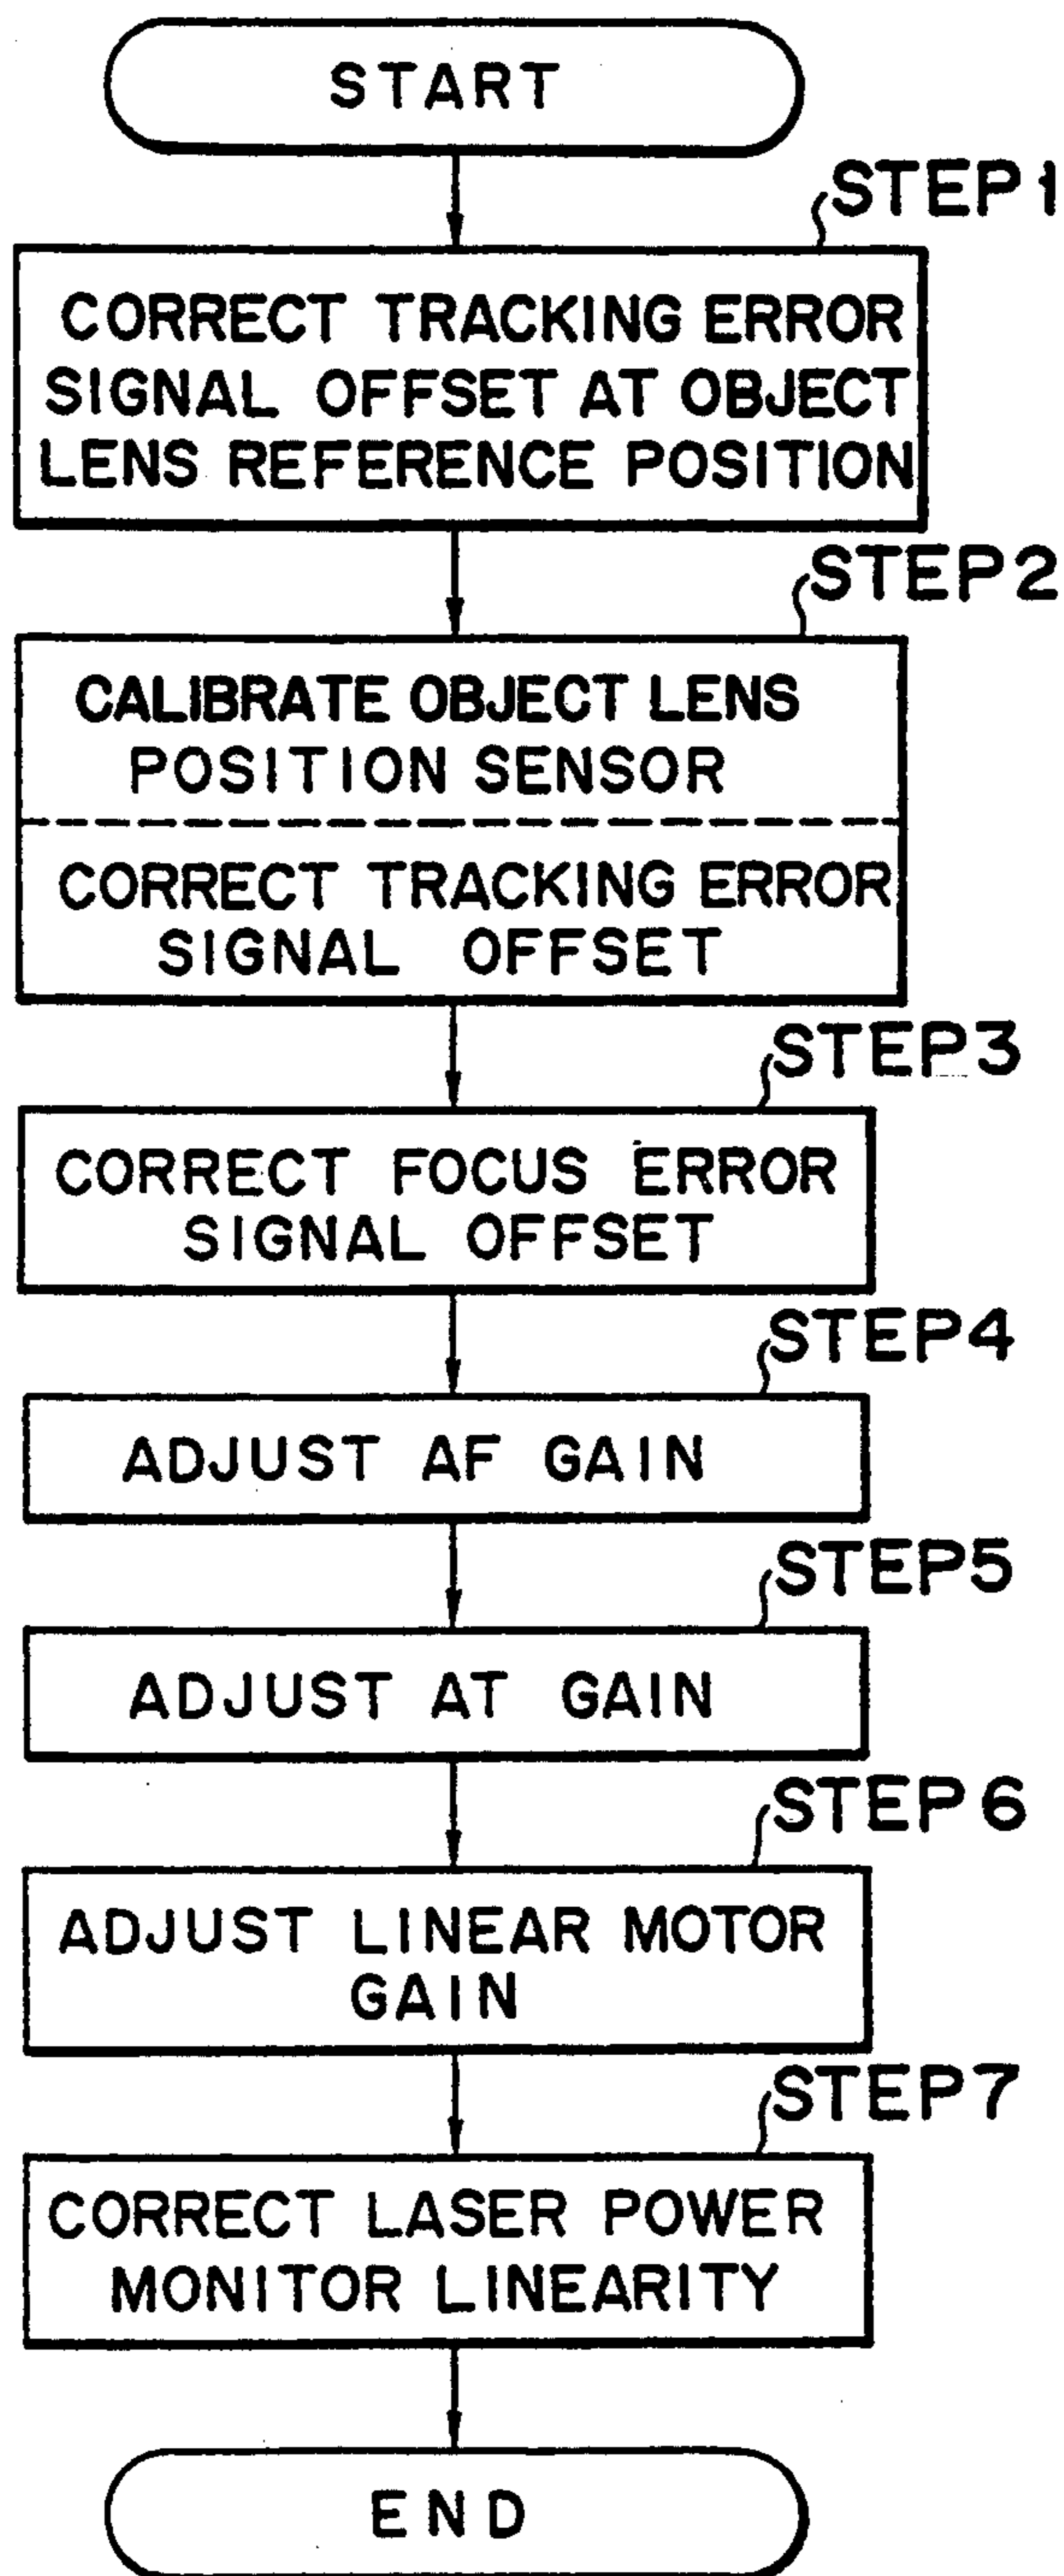 START
STEP1
CORRECT TRACKING ERROR
SIGNAL OFFSET AT OBJECT
LENS REFERENCE POSITION
STEP2
CALIBRATE OBJECT LENS
POSITION SENSOR
CORRECT TRACKING ERROR
SIGNAL OFFSET
STEP3
CORRECT FOCUS ERROR
SIGNAL OFFSET
STEP4
ADJUST AF GAIN
STEP5
ADJUST AT GAIN
STEP6
ADJUST LINEAR MOTOR
GAIN
STEP7
CORRECT LASER POWER
MONITOR LINEARITY
END